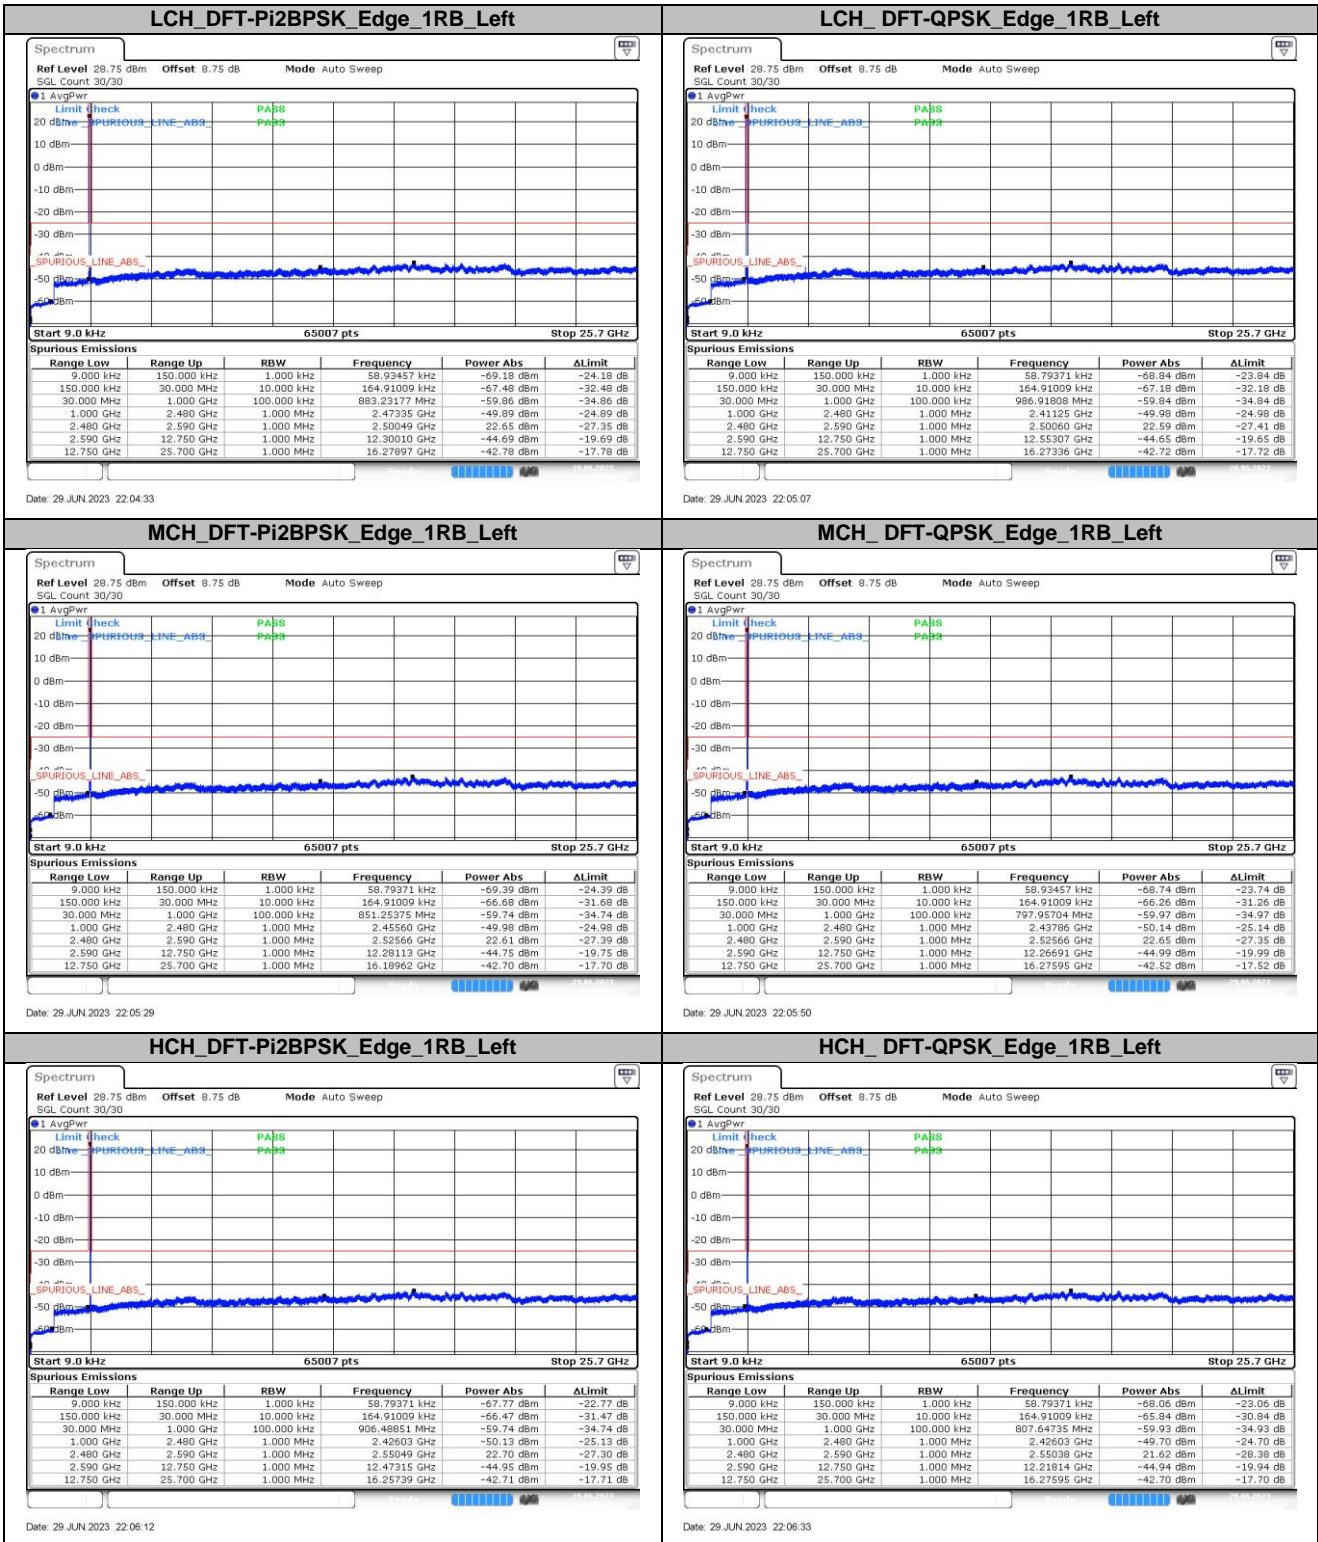 LCH_DFT-Pi2BPSK_Edge_1RB_Left
Spectrum
Ref Level 28.75 dBm Offset 8.75 dB Mode Auto Sweep
SGL Count 30/30
1 AvgPwr
Limit Check PASS
20 dBm
10 dBm
0 dBm
-10 dBm
-20 dBm
-30 dBm
_SPURIOUS_LINE_ABS_
-50 dBm
-60 dBm
Start 9.0 kHz 65007 pts Stop 25.7 GHz
Spurious Emissions
Range Low Range Up RBW Frequency Power Abs ΔLimit
9.000 kHz 150.000 kHz 1.000 kHz 58.93457 kHz -69.18 dBm -24.18 dB
150.000 kHz 30.000 MHz 10.000 kHz 164.91009 kHz -67.48 dBm -32.48 dB
30.000 MHz 1.000 GHz 100.000 kHz 883.23177 MHz -59.86 dBm -34.86 dB
1.000 GHz 2.480 GHz 1.000 MHz 2.47335 GHz -49.89 dBm -24.89 dB
2.480 GHz 2.590 GHz 1.000 MHz 2.50049 GHz 22.65 dBm -27.35 dB
2.590 GHz 12.750 GHz 1.000 MHz 12.30010 GHz -44.69 dBm -19.69 dB
12.750 GHz 25.700 GHz 1.000 MHz 16.27897 GHz -42.78 dBm -17.78 dB
Date: 29.JUN.2023 22:04:33
LCH_ DFT-QPSK_Edge_1RB_Left
Spectrum
Ref Level 28.75 dBm Offset 8.75 dB Mode Auto Sweep
SGL Count 30/30
1 AvgPwr
Limit Check PASS
20 dBm
10 dBm
0 dBm
-10 dBm
-20 dBm
-30 dBm
_SPURIOUS_LINE_ABS_
-50 dBm
-60 dBm
Start 9.0 kHz 65007 pts Stop 25.7 GHz
Spurious Emissions
Range Low Range Up RBW Frequency Power Abs ΔLimit
9.000 kHz 150.000 kHz 1.000 kHz 58.79371 kHz -68.84 dBm -23.84 dB
150.000 kHz 30.000 MHz 10.000 kHz 164.91009 kHz -67.18 dBm -32.18 dB
30.000 MHz 1.000 GHz 100.000 kHz 986.91808 MHz -59.84 dBm -34.84 dB
1.000 GHz 2.480 GHz 1.000 MHz 2.41125 GHz -49.98 dBm -24.98 dB
2.480 GHz 2.590 GHz 1.000 MHz 2.50060 GHz 22.59 dBm -27.41 dB
2.590 GHz 12.750 GHz 1.000 MHz 12.55307 GHz -44.65 dBm -19.65 dB
12.750 GHz 25.700 GHz 1.000 MHz 16.27336 GHz -42.72 dBm -17.72 dB
Date: 29.JUN.2023 22:05:07
MCH_DFT-Pi2BPSK_Edge_1RB_Left
Spectrum
Ref Level 28.75 dBm Offset 8.75 dB Mode Auto Sweep
SGL Count 30/30
1 AvgPwr
Limit Check PASS
20 dBm
10 dBm
0 dBm
-10 dBm
-20 dBm
-30 dBm
_SPURIOUS_LINE_ABS_
-50 dBm
-60 dBm
Start 9.0 kHz 65007 pts Stop 25.7 GHz
Spurious Emissions
Range Low Range Up RBW Frequency Power Abs ΔLimit
9.000 kHz 150.000 kHz 1.000 kHz 58.79371 kHz -69.39 dBm -24.39 dB
150.000 kHz 30.000 MHz 10.000 kHz 164.91009 kHz -66.68 dBm -31.68 dB
30.000 MHz 1.000 GHz 100.000 kHz 851.25375 MHz -59.74 dBm -34.74 dB
1.000 GHz 2.480 GHz 1.000 MHz 2.45560 GHz -49.98 dBm -24.98 dB
2.480 GHz 2.590 GHz 1.000 MHz 2.52566 GHz 22.61 dBm -27.39 dB
2.590 GHz 12.750 GHz 1.000 MHz 12.28113 GHz -44.75 dBm -19.75 dB
12.750 GHz 25.700 GHz 1.000 MHz 16.18962 GHz -42.70 dBm -17.70 dB
Date: 29.JUN.2023 22:05:29
MCH_ DFT-QPSK_Edge_1RB_Left
Spectrum
Ref Level 28.75 dBm Offset 8.75 dB Mode Auto Sweep
SGL Count 30/30
1 AvgPwr
Limit Check PASS
20 dBm
10 dBm
0 dBm
-10 dBm
-20 dBm
-30 dBm
_SPURIOUS_LINE_ABS_
-50 dBm
-60 dBm
Start 9.0 kHz 65007 pts Stop 25.7 GHz
Spurious Emissions
Range Low Range Up RBW Frequency Power Abs ΔLimit
9.000 kHz 150.000 kHz 1.000 kHz 58.93457 kHz -68.74 dBm -23.74 dB
150.000 kHz 30.000 MHz 10.000 kHz 164.91009 kHz -66.26 dBm -31.26 dB
30.000 MHz 1.000 GHz 100.000 kHz 797.95704 MHz -59.97 dBm -34.97 dB
1.000 GHz 2.480 GHz 1.000 MHz 2.43786 GHz -50.14 dBm -25.14 dB
2.480 GHz 2.590 GHz 1.000 MHz 2.52566 GHz 22.65 dBm -27.35 dB
2.590 GHz 12.750 GHz 1.000 MHz 12.26691 GHz -44.99 dBm -19.99 dB
12.750 GHz 25.700 GHz 1.000 MHz 16.27595 GHz -42.52 dBm -17.52 dB
Date: 29.JUN.2023 22:05:50
HCH_DFT-Pi2BPSK_Edge_1RB_Left
Spectrum
Ref Level 28.75 dBm Offset 8.75 dB Mode Auto Sweep
SGL Count 30/30
1 AvgPwr
Limit Check PASS
20 dBm
10 dBm
0 dBm
-10 dBm
-20 dBm
-30 dBm
_SPURIOUS_LINE_ABS_
-50 dBm
-60 dBm
Start 9.0 kHz 65007 pts Stop 25.7 GHz
Spurious Emissions
Range Low Range Up RBW Frequency Power Abs ΔLimit
9.000 kHz 150.000 kHz 1.000 kHz 58.79371 kHz -67.77 dBm -22.77 dB
150.000 kHz 30.000 MHz 10.000 kHz 164.91009 kHz -66.47 dBm -31.47 dB
30.000 MHz 1.000 GHz 100.000 kHz 906.48851 MHz -59.74 dBm -34.74 dB
1.000 GHz 2.480 GHz 1.000 MHz 2.42603 GHz -50.13 dBm -25.13 dB
2.480 GHz 2.590 GHz 1.000 MHz 2.55049 GHz 22.70 dBm -27.30 dB
2.590 GHz 12.750 GHz 1.000 MHz 12.47315 GHz -44.95 dBm -19.95 dB
12.750 GHz 25.700 GHz 1.000 MHz 16.25739 GHz -42.71 dBm -17.71 dB
Date: 29.JUN.2023 22:06:12
HCH_ DFT-QPSK_Edge_1RB_Left
Spectrum
Ref Level 28.75 dBm Offset 8.75 dB Mode Auto Sweep
SGL Count 30/30
1 AvgPwr
Limit Check PASS
20 dBm
10 dBm
0 dBm
-10 dBm
-20 dBm
-30 dBm
_SPURIOUS_LINE_ABS_
-50 dBm
-60 dBm
Start 9.0 kHz 65007 pts Stop 25.7 GHz
Spurious Emissions
Range Low Range Up RBW Frequency Power Abs ΔLimit
9.000 kHz 150.000 kHz 1.000 kHz 58.79371 kHz -68.06 dBm -23.06 dB
150.000 kHz 30.000 MHz 10.000 kHz 164.91009 kHz -65.84 dBm -30.84 dB
30.000 MHz 1.000 GHz 100.000 kHz 807.64735 MHz -59.93 dBm -34.93 dB
1.000 GHz 2.480 GHz 1.000 MHz 2.42603 GHz -49.70 dBm -24.70 dB
2.480 GHz 2.590 GHz 1.000 MHz 2.55038 GHz 21.62 dBm -28.38 dB
2.590 GHz 12.750 GHz 1.000 MHz 12.21814 GHz -44.94 dBm -19.94 dB
12.750 GHz 25.700 GHz 1.000 MHz 16.27595 GHz -42.70 dBm -17.70 dB
Date: 29.JUN.2023 22:06:33